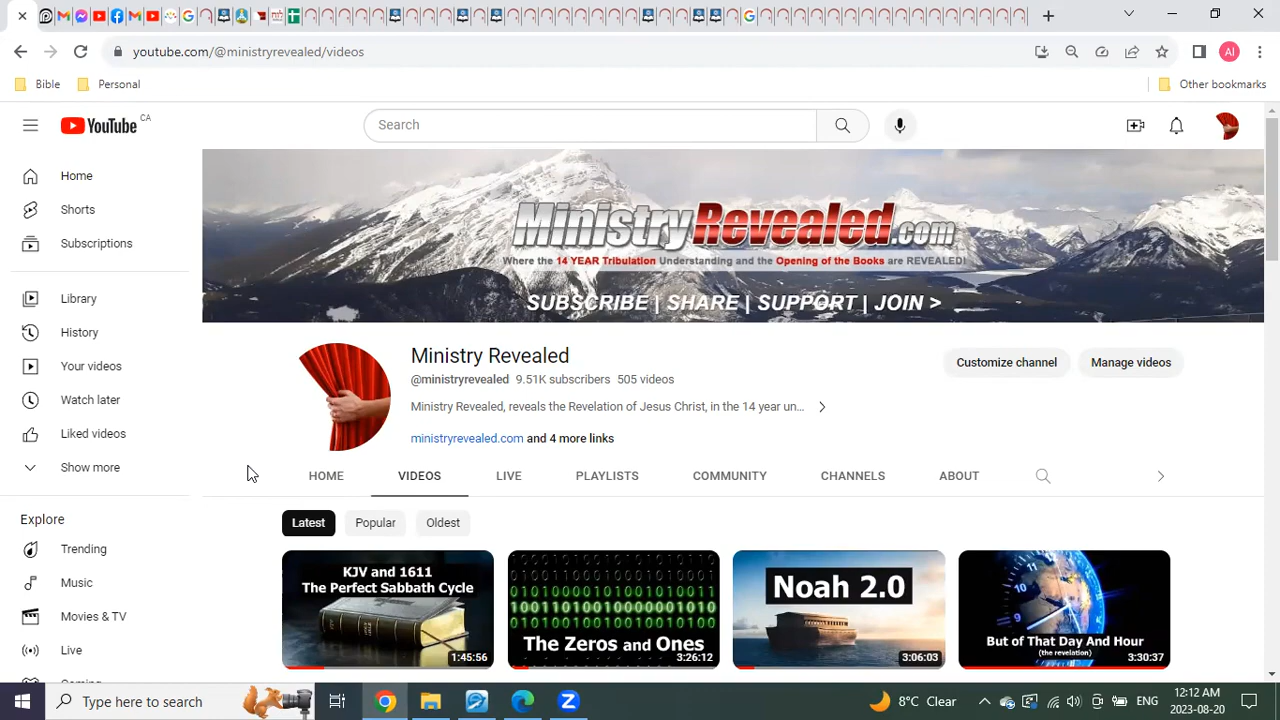 youtube.com/@ministryrevealed/videos
Bible
Personal
Other bookmarks
AI
YouTube CA
Search
Home
Shorts
Subscriptions
Library
History
Your videos
Watch later
Liked videos
Show more
Explore
Trending
Music
Movies & TV
Live
MinistryRevealed.com
Where the 14 YEAR Tribulation Understanding and the Opening of the Books are REVEALED!
SUBSCRIBE | SHARE | SUPPORT | JOIN >
Ministry Revealed
@ministryrevealed 9.51K subscribers 505 videos
Ministry Revealed, reveals the Revelation of Jesus Christ, in the 14 year un...
ministryrevealed.com and 4 more links
Customize channel
Manage videos
HOME VIDEOS LIVE PLAYLISTS COMMUNITY CHANNELS ABOUT
Latest Popular Oldest
KJV and 1611
The Perfect Sabbath Cycle
1:45:56
The Zeros and Ones
3:26:12
Noah 2.0
3:06:03
But of That Day And Hour
(the revelation)
3:30:37
Type here to search
8°C Clear
ENG
12:12 AM
2023-08-20